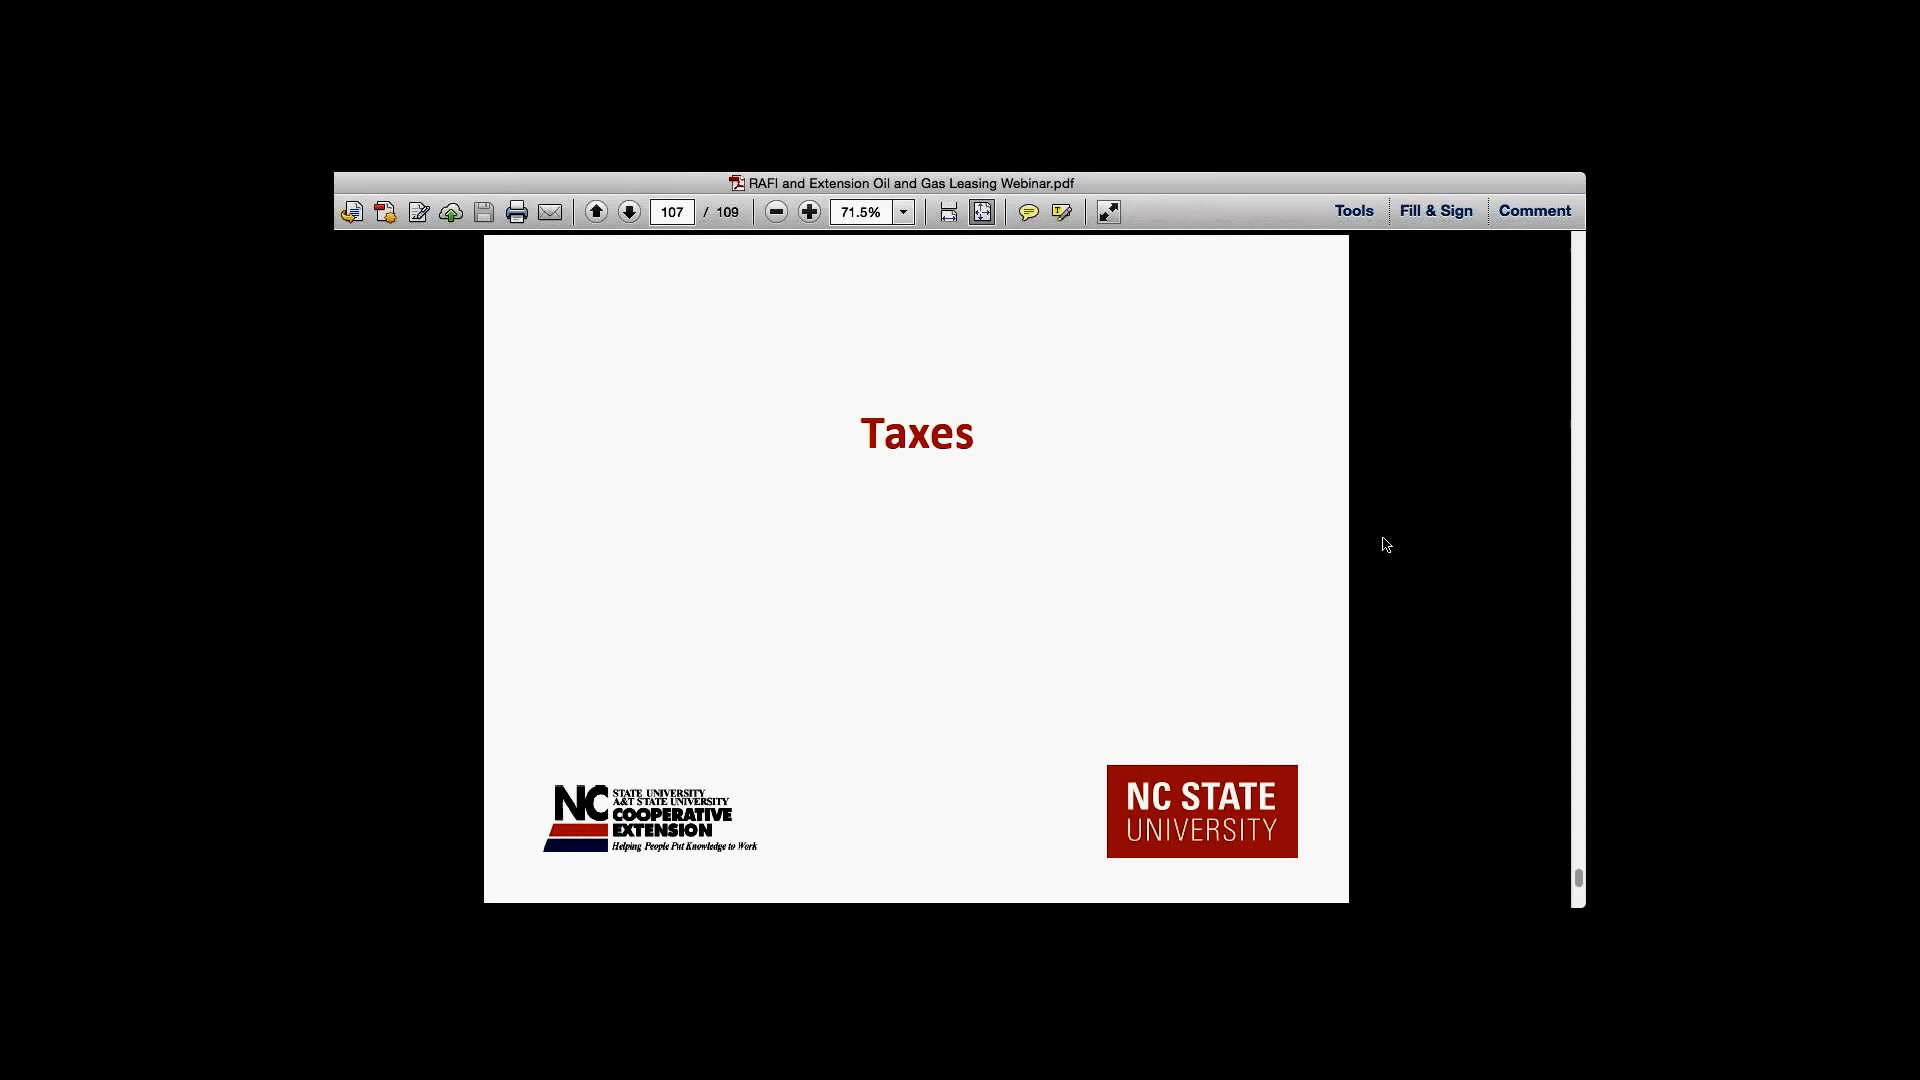 RAFI and Extension Oil and Gas Leasing Webinar.pdf
107 / 109 71.5% Tools Fill & Sign Comment
Taxes
NC STATE UNIVERSITY
A&T STATE UNIVERSITY
COOPERATIVE
EXTENSION
Helping People Put Knowledge to Work
NC STATE
UNIVERSITY